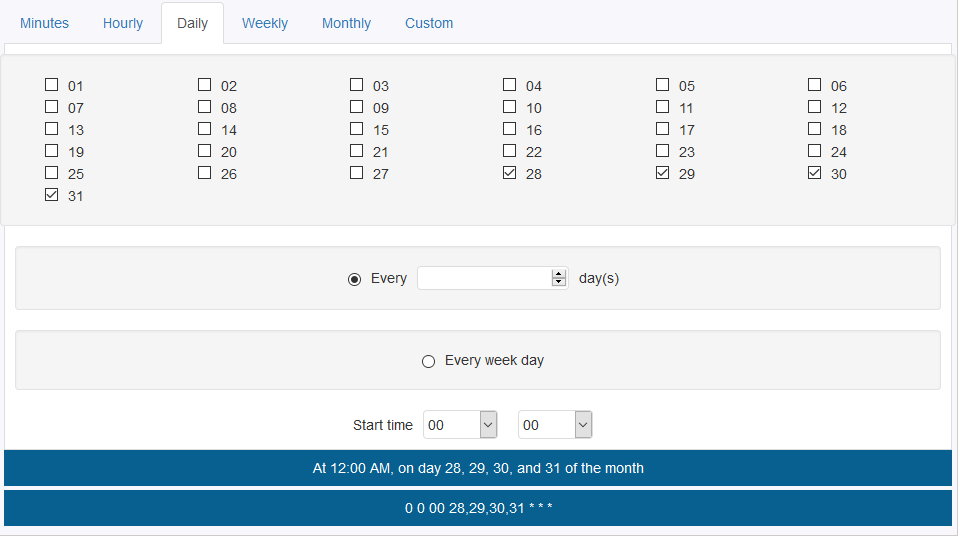 Minutes Hourly Daily Weekly Monthly Custom
01 02 03 04 05 06
07 08 09 10 11 12
13 14 15 16 17 18
19 20 21 22 23 24
25 26 27 28 29 30
31
Every day(s)
Every week day
Start time 00 00
At 12:00 AM, on day 28, 29, 30, and 31 of the month
0 0 00 28,29,30,31 * * *